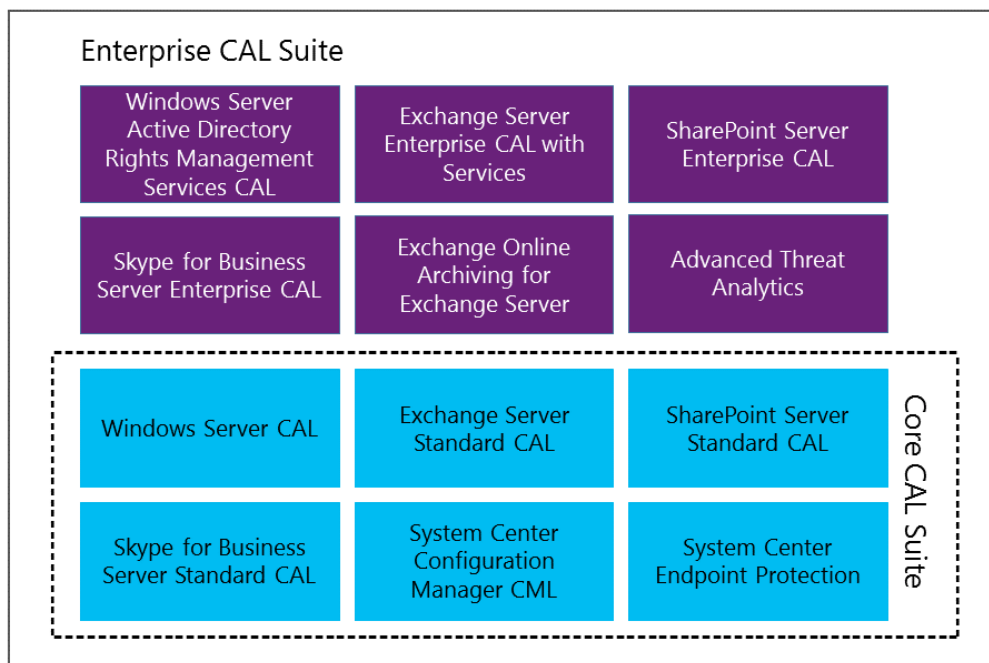 Enterprise CAL Suite
Windows Server
Active Directory
Rights Management
Services CAL
Exchange Server
Enterprise CAL with
Services
SharePoint Server
Enterprise CAL
Skype for Business
Server Enterprise CAL
Exchange Online
Archiving for
Exchange Server
Advanced Threat
Analytics
Windows Server CAL
Exchange Server
Standard CAL
SharePoint Server
Standard CAL
Skype for Business
Server Standard CAL
System Center
Configuration
Manager CML
System Center
Endpoint Protection
Core CAL Suite